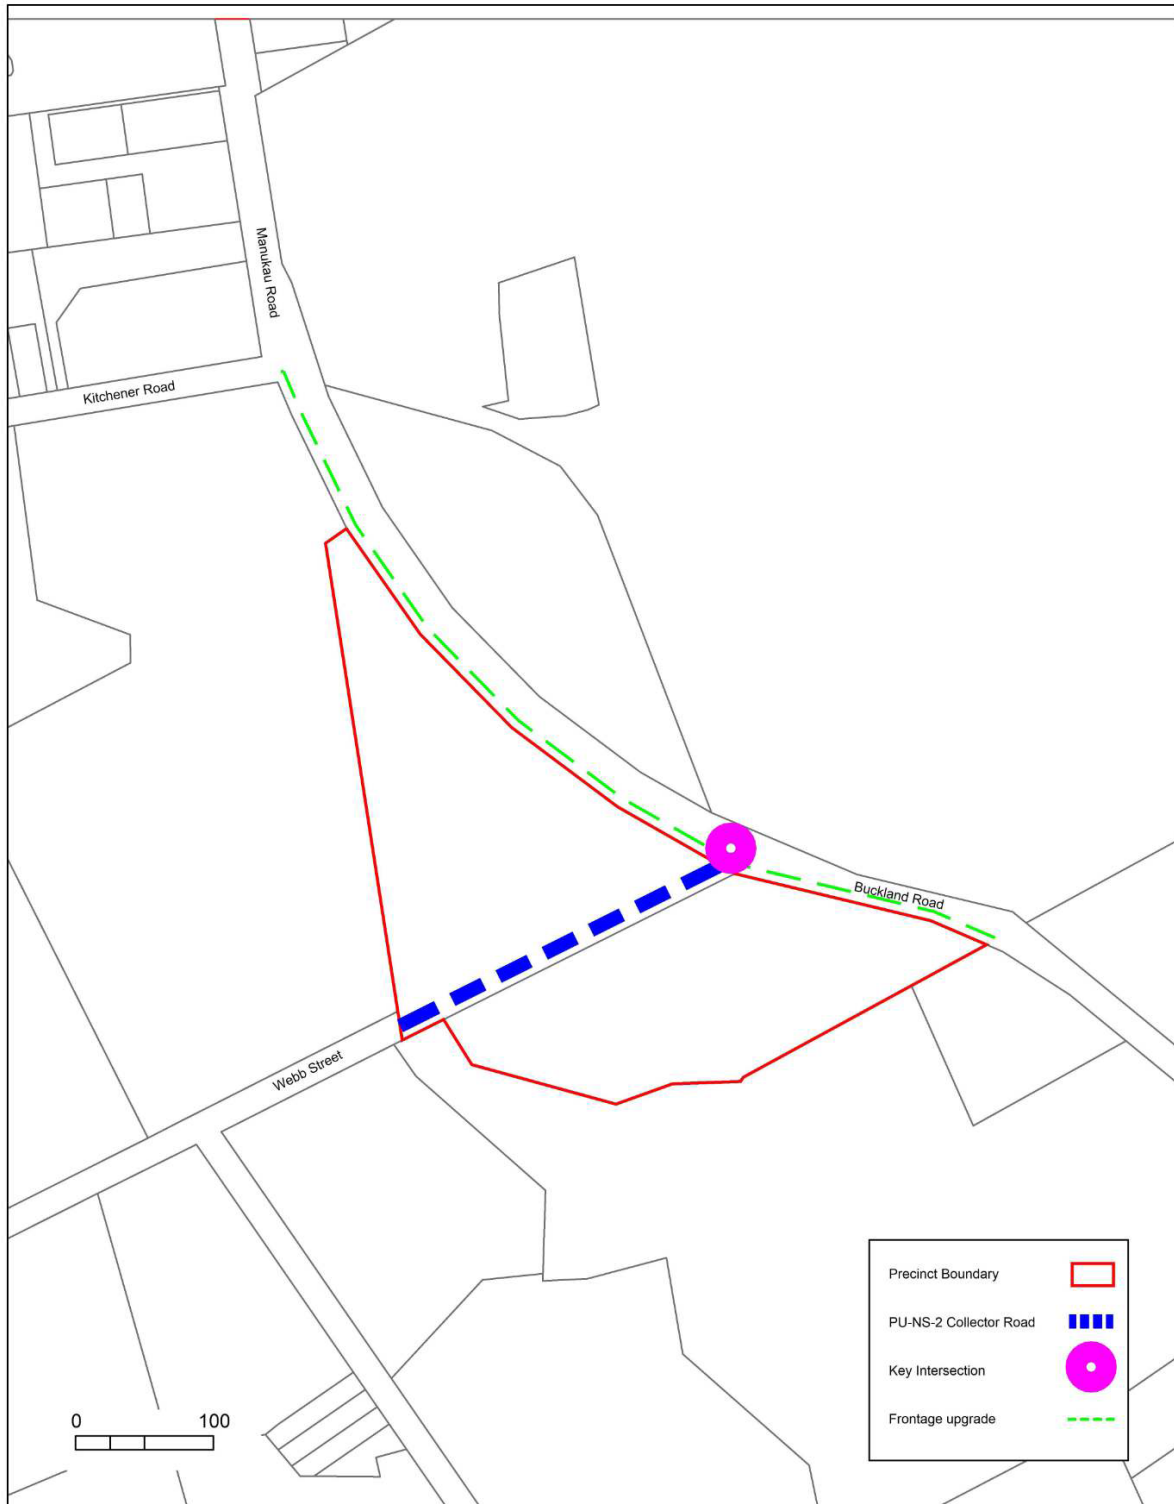 Manukau Road
Kitchener Road
Buckland Road
Webb Street
Precinct Boundary
PU-NS-2 Collector Road
Key Intersection
Frontage upgrade
0 100